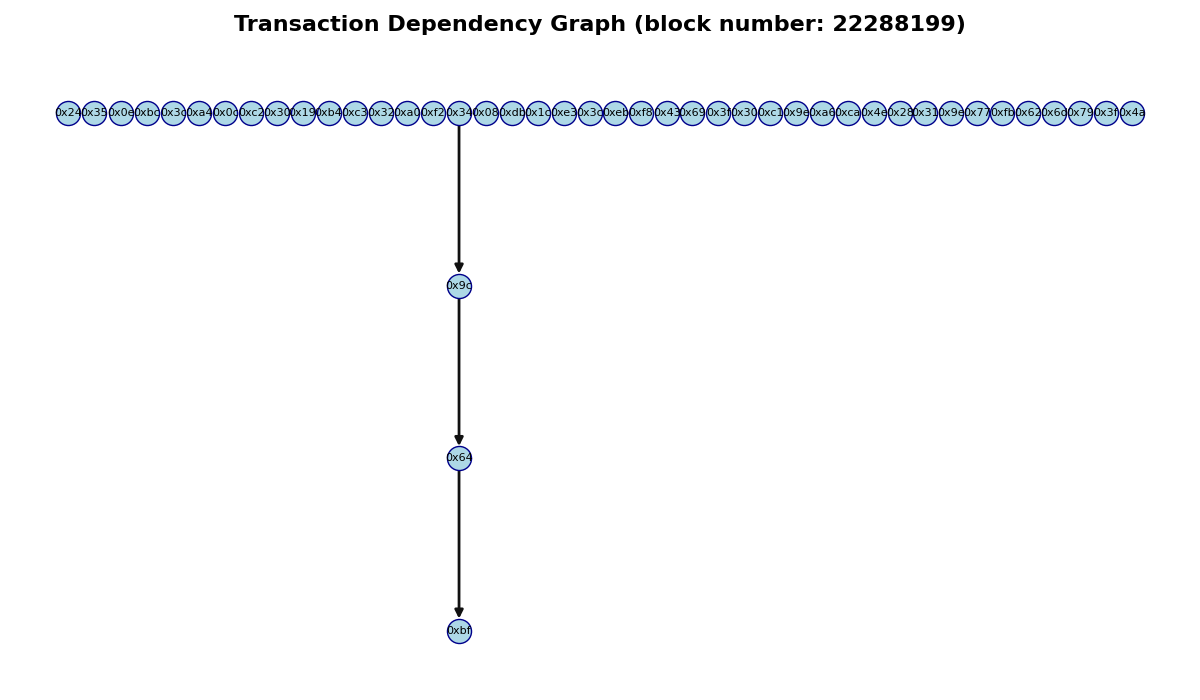 Transaction Dependency Graph (block number: 22288199)
0x24 0x35 0x0e 0xbc 0x3c 0xa4 0x0c 0xc2 0x30 0x19 0xb4 0xc3 0x32 0xa0 0xf2 0x34 0x08 0xdb 0x1c 0xe3 0x3c 0xeb 0xf8 0x43 0x69 0x3f 0x30 0xc1 0x9e 0xa6 0xca 0x4e 0x28 0x31 0x9e 0x77 0xfb 0x62 0x6d 0x79 0x3f 0x4a
0x9c
0x64
0xbf